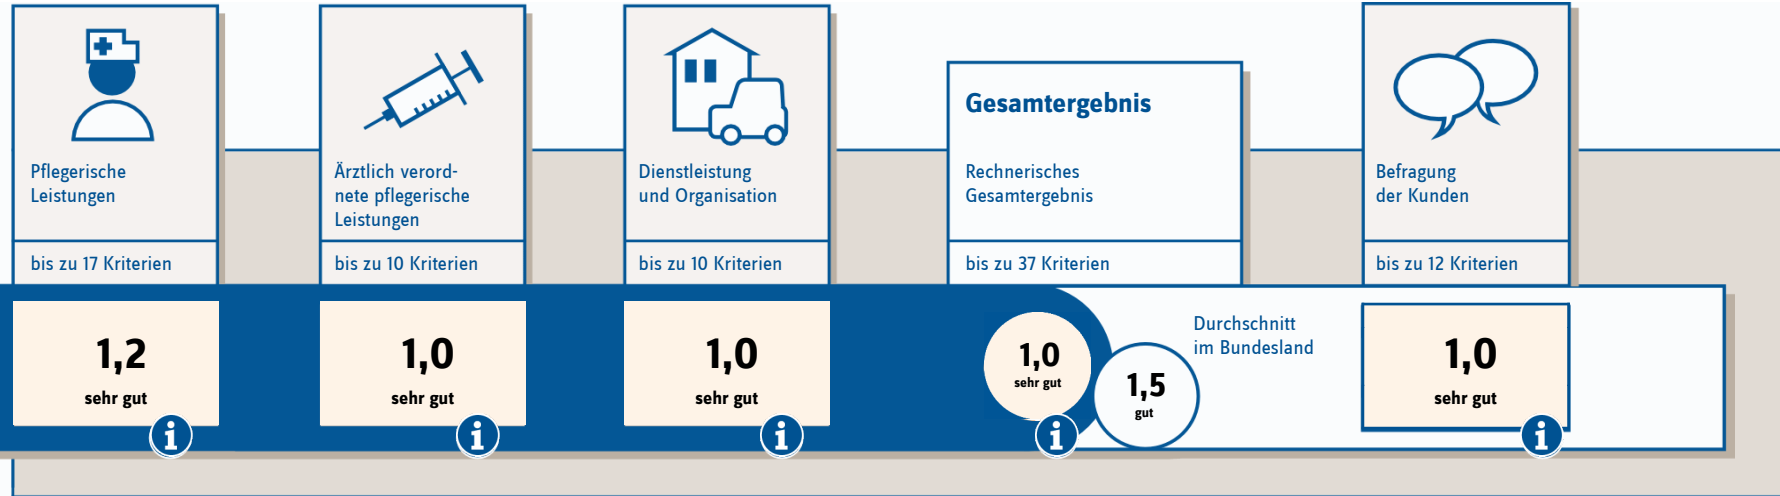 Pflegerische
Leistungen
bis zu 17 Kriterien
1,2
sehr gut
i
Ärztlich verord-
nete pflegerische
Leistungen
bis zu 10 Kriterien
1,0
sehr gut
i
Dienstleistung
und Organisation
bis zu 10 Kriterien
1,0
sehr gut
i
Gesamtergebnis
Rechnerisches
Gesamtergebnis
bis zu 37 Kriterien
1,0
sehr gut
i
1,5
gut
Durchschnitt
im Bundesland
Befragung
der Kunden
bis zu 12 Kriterien
1,0
sehr gut
i